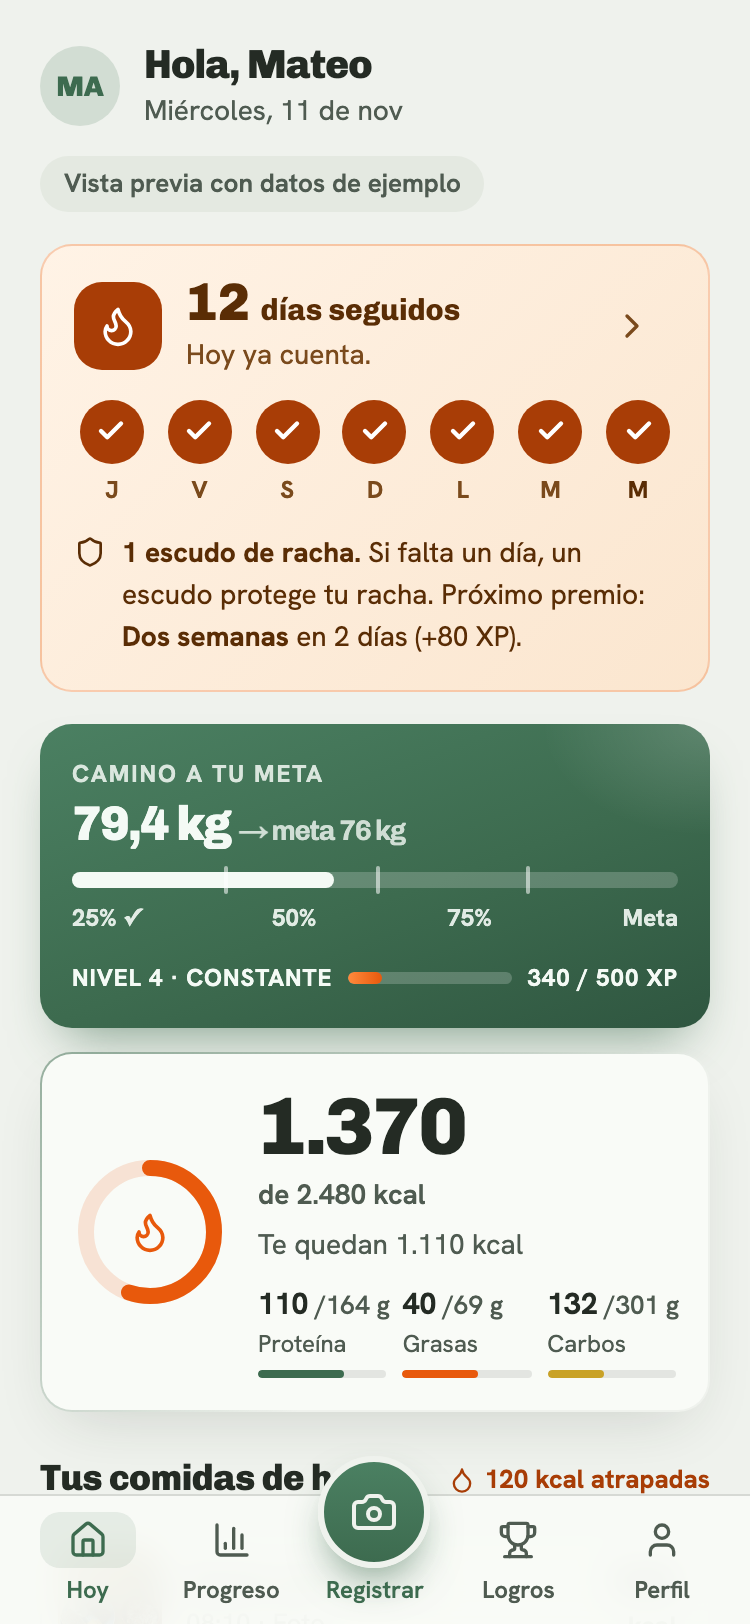 MA
Hola, Mateo
Miércoles, 11 de nov
Vista previa con datos de ejemplo
12 días seguidos
Hoy ya cuenta.
J V S D L M M
1 escudo de racha. Si falta un día, un
escudo protege tu racha. Próximo premio:
Dos semanas en 2 días (+80 XP).
CAMINO A TU META
79,4 kg → meta 76 kg
25% ✓ 50% 75% Meta
NIVEL 4 · CONSTANTE 340 / 500 XP
1.370
de 2.480 kcal
Te quedan 1.110 kcal
110 /164 g 40 /69 g 132 /301 g
Proteína Grasas Carbos
Tus comidas de
120 kcal atrapadas
Hoy Progreso Registrar Logros Perfil